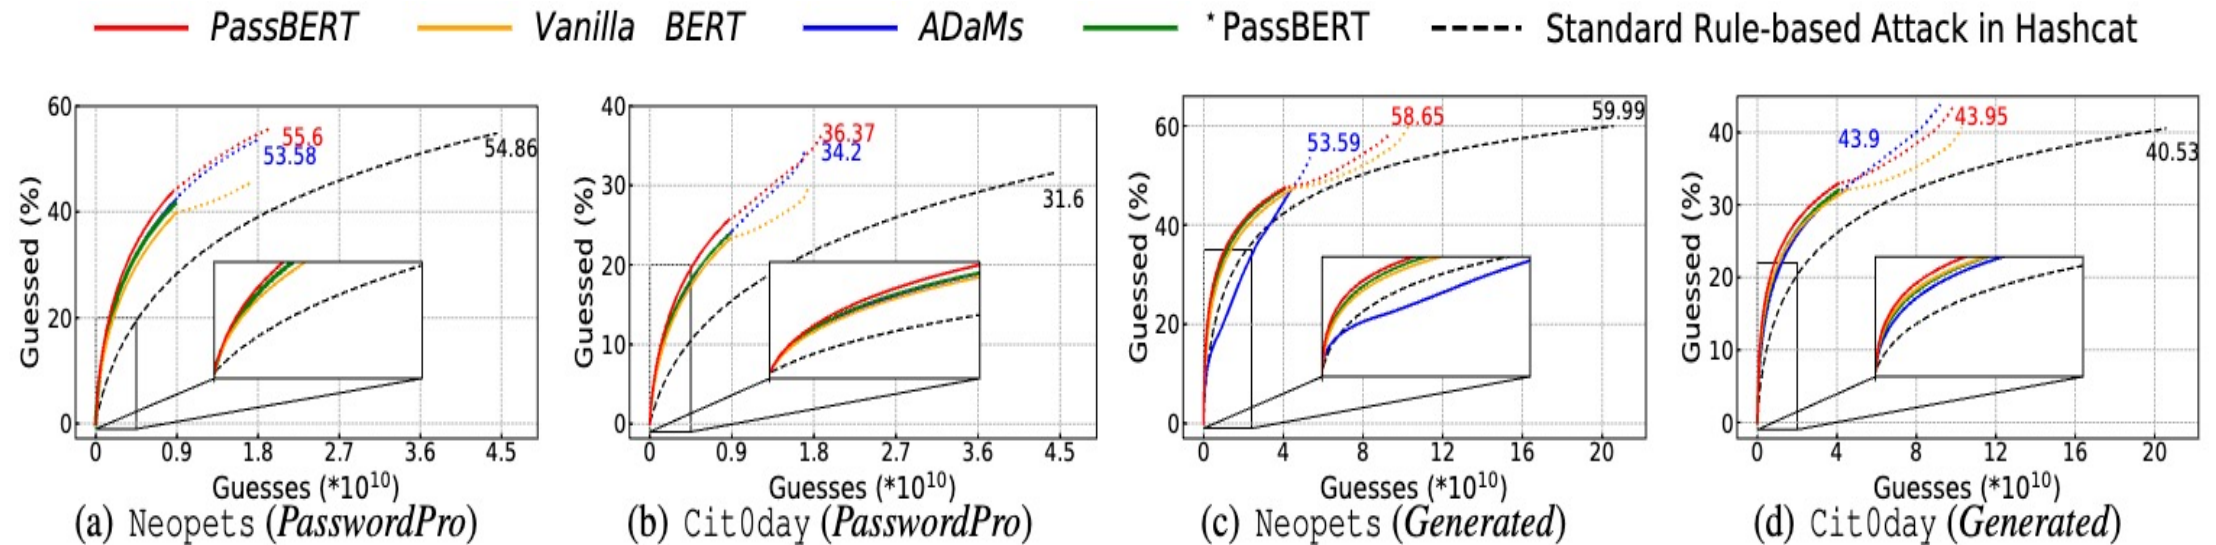 PassBERT Vanilla BERT ADaMs *PassBERT Standard Rule-based Attack in Hashcat
60
40
20
0
Guessed (%)
55.6
53.58
54.86
0 0.9 1.8 2.7 3.6 4.5
Guesses (*10^10)
(a) Neopets (PasswordPro)
40
30
20
10
0
Guessed (%)
36.37
34.2
31.6
0 0.9 1.8 2.7 3.6 4.5
Guesses (*10^10)
(b) Cit0day (PasswordPro)
60
40
20
0
Guessed (%)
59.99
58.65
53.59
0 4 8 12 16 20
Guesses (*10^10)
(c) Neopets (Generated)
40
30
20
10
0
Guessed (%)
43.95
43.9
40.53
0 4 8 12 16 20
Guesses (*10^10)
(d) Cit0day (Generated)